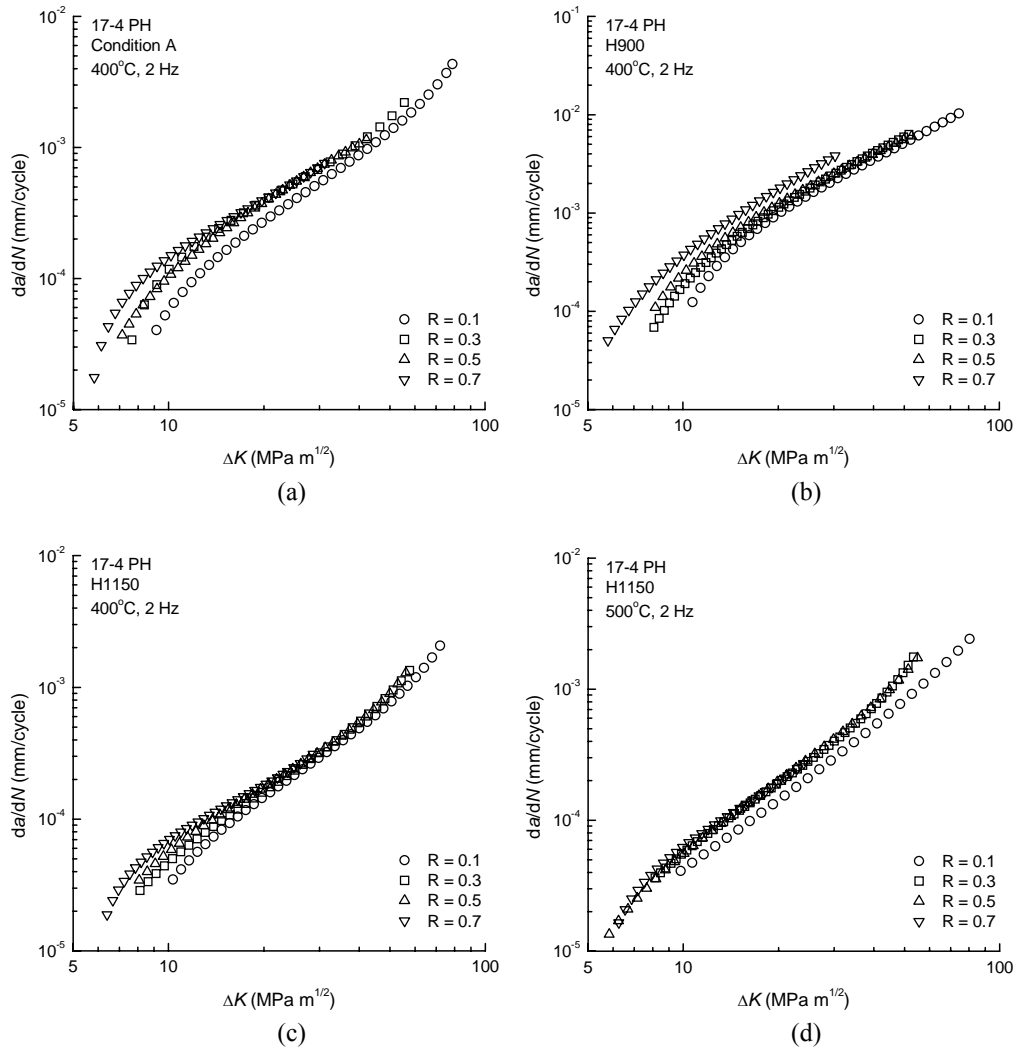 17-4 PH
Condition A
400°C, 2 Hz
10⁻²
10⁻³
10⁻⁴
10⁻⁵
da/dN (mm/cycle)
R = 0.1
R = 0.3
R = 0.5
R = 0.7
5
10
100
ΔK (MPa m^1/2)
(a)
17-4 PH
H900
400°C, 2 Hz
10⁻¹
10⁻²
10⁻³
10⁻⁴
10⁻⁵
da/dN (mm/cycle)
R = 0.1
R = 0.3
R = 0.5
R = 0.7
5
10
100
ΔK (MPa m^1/2)
(b)
17-4 PH
H1150
400°C, 2 Hz
10⁻²
10⁻³
10⁻⁴
10⁻⁵
da/dN (mm/cycle)
R = 0.1
R = 0.3
R = 0.5
R = 0.7
5
10
100
ΔK (MPa m^1/2)
(c)
17-4 PH
H1150
500°C, 2 Hz
10⁻²
10⁻³
10⁻⁴
10⁻⁵
da/dN (mm/cycle)
R = 0.1
R = 0.3
R = 0.5
R = 0.7
5
10
100
ΔK (MPa m^1/2)
(d)